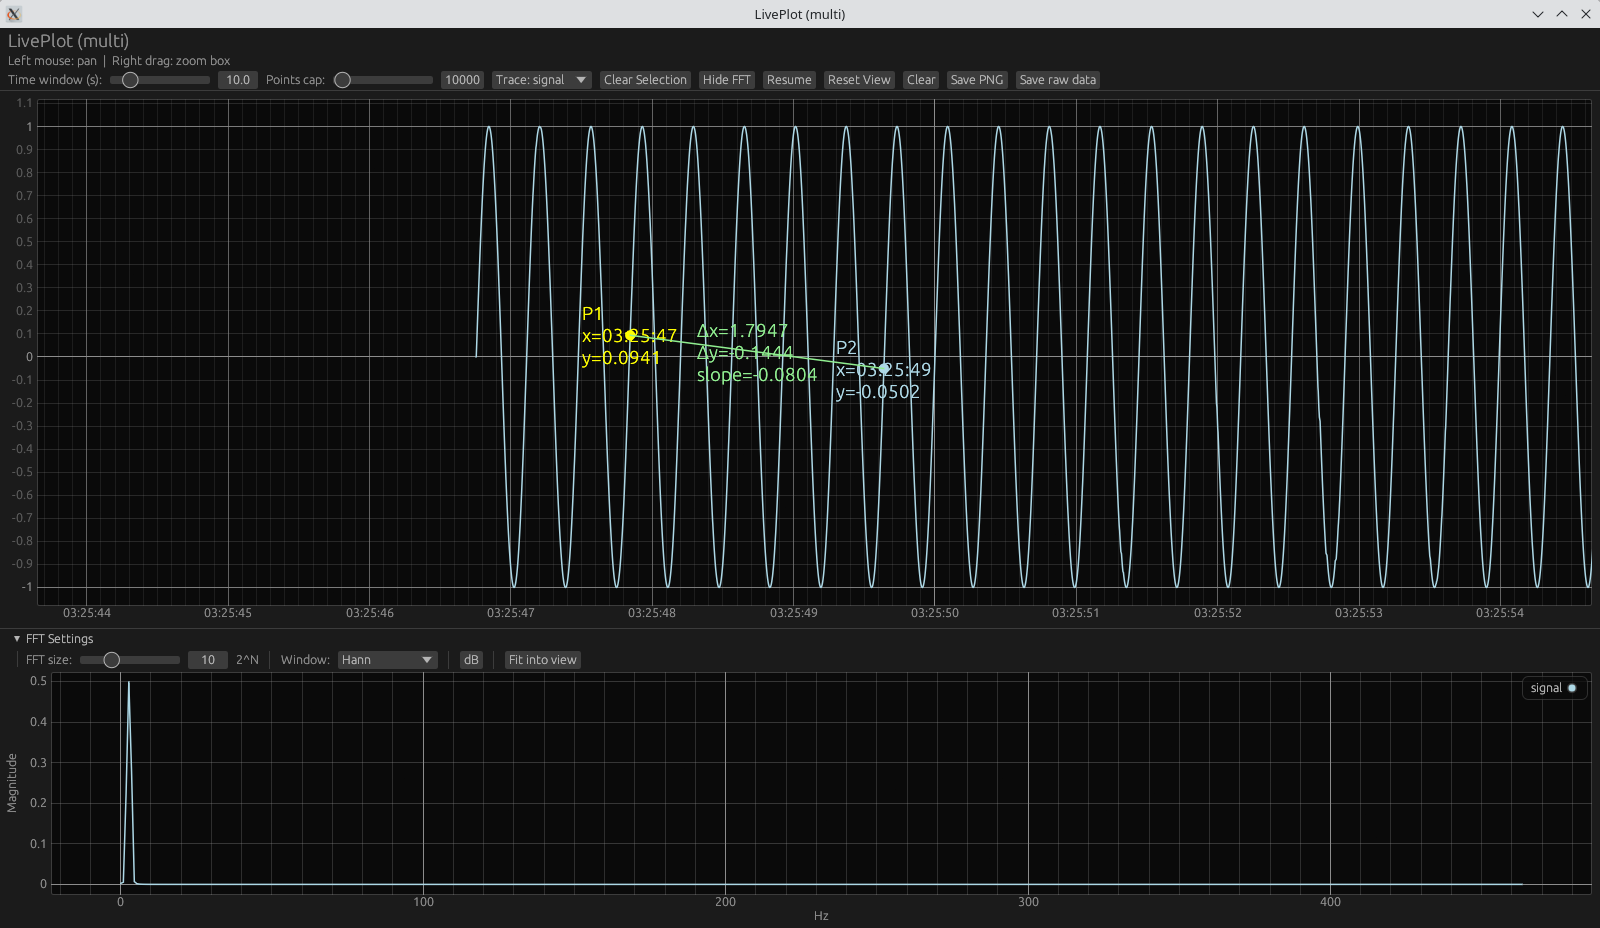 LivePlot (multi)
LivePlot (multi)
Left mouse: pan | Right drag: zoom box
Time window (s): 10.0 Points cap: 10000 Trace: signal Clear Selection Hide FFT Resume Reset View Clear Save PNG Save raw data
1.1
1
0.9
0.8
0.7
0.6
0.5
0.4
0.3
0.2
0.1
0
-0.1
-0.2
-0.3
-0.4
-0.5
-0.6
-0.7
-0.8
-0.9
-1
P1
x=03:25:47
y=0.0941
Δx=1.7947
Δy=-0.1444
slope=-0.0804
P2
x=03:25:49
y=-0.0502
03:25:44 03:25:45 03:25:46 03:25:47 03:25:48 03:25:49 03:25:50 03:25:51 03:25:52 03:25:53 03:25:54
FFT Settings
FFT size: 10 2^N Window: Hann dB Fit into view
signal
Magnitude
0.5
0.4
0.3
0.2
0.1
0
0 100 200 300 400
Hz